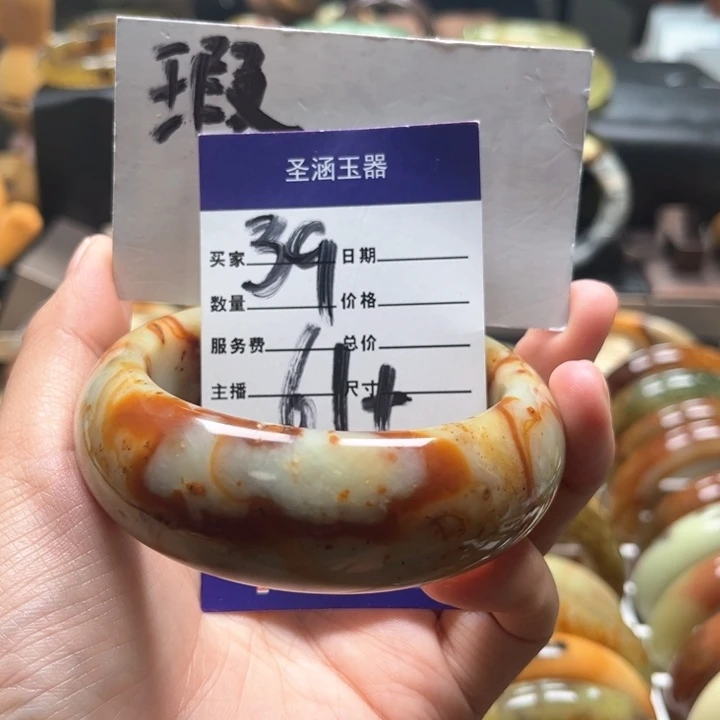 瑕
圣涵玉器
买家 39 日期
数量 价格
服务费 总价
主播 61+ 尺寸